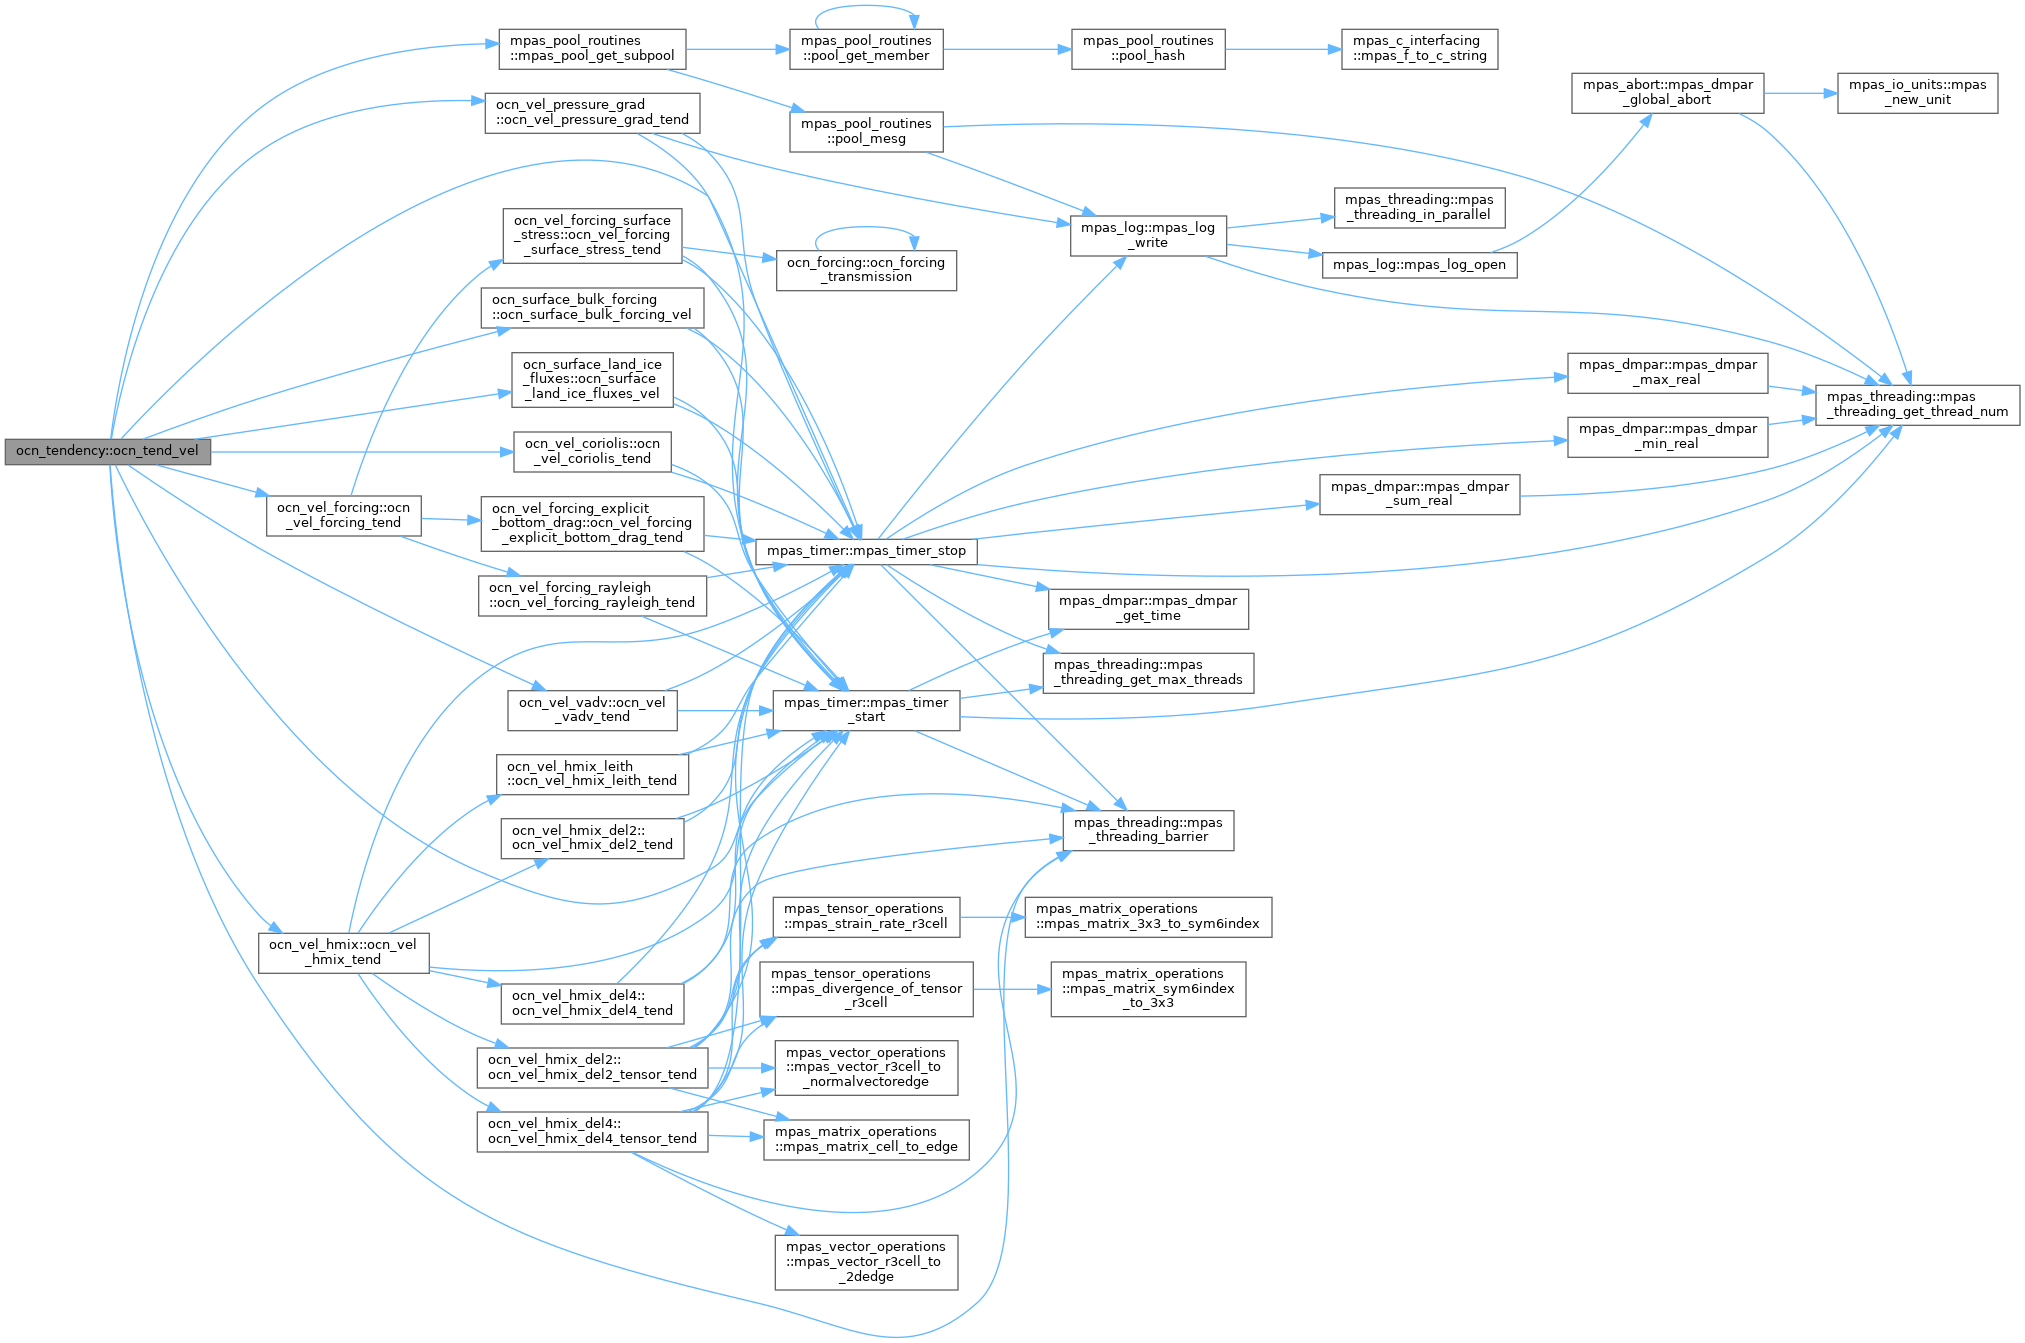 ocn_tendency::ocn_tend_vel
mpas_pool_routines
::mpas_pool_get_subpool
mpas_pool_routines
::pool_get_member
mpas_pool_routines
::pool_hash
mpas_c_interfacing
::mpas_f_to_c_string
mpas_pool_routines
::pool_mesg
mpas_log::mpas_log
_write
mpas_threading::mpas
_threading_in_parallel
mpas_log::mpas_log_open
mpas_abort::mpas_dmpar
_global_abort
mpas_io_units::mpas
_new_unit
mpas_threading::mpas
_threading_get_thread_num
ocn_vel_pressure_grad
::ocn_vel_pressure_grad_tend
ocn_vel_forcing_surface
_stress::ocn_vel_forcing
_surface_stress_tend
ocn_forcing::ocn_forcing
_transmission
ocn_surface_bulk_forcing
::ocn_surface_bulk_forcing_vel
ocn_surface_land_ice
_fluxes::ocn_surface
_land_ice_fluxes_vel
ocn_vel_coriolis::ocn
_vel_coriolis_tend
ocn_vel_forcing::ocn
_vel_forcing_tend
ocn_vel_forcing_explicit
_bottom_drag::ocn_vel_forcing
_explicit_bottom_drag_tend
ocn_vel_forcing_rayleigh
::ocn_vel_forcing_rayleigh_tend
mpas_timer::mpas_timer_stop
mpas_dmpar::mpas_dmpar
_max_real
mpas_dmpar::mpas_dmpar
_min_real
mpas_dmpar::mpas_dmpar
_sum_real
mpas_dmpar::mpas_dmpar
_get_time
mpas_threading::mpas
_threading_get_max_threads
ocn_vel_vadv::ocn_vel
_vadv_tend
mpas_timer::mpas_timer
_start
ocn_vel_hmix_leith
::ocn_vel_hmix_leith_tend
ocn_vel_hmix_del2::
ocn_vel_hmix_del2_tend
mpas_threading::mpas
_threading_barrier
ocn_vel_hmix::ocn_vel
_hmix_tend
ocn_vel_hmix_del4::
ocn_vel_hmix_del4_tend
ocn_vel_hmix_del2::
ocn_vel_hmix_del2_tensor_tend
ocn_vel_hmix_del4::
ocn_vel_hmix_del4_tensor_tend
mpas_tensor_operations
::mpas_strain_rate_r3cell
mpas_matrix_operations
::mpas_matrix_3x3_to_sym6index
mpas_tensor_operations
::mpas_divergence_of_tensor
_r3cell
mpas_matrix_operations
::mpas_matrix_sym6index
_to_3x3
mpas_vector_operations
::mpas_vector_r3cell_to
_normalvectoredge
mpas_matrix_operations
::mpas_matrix_cell_to_edge
mpas_vector_operations
::mpas_vector_r3cell_to
_2dedge